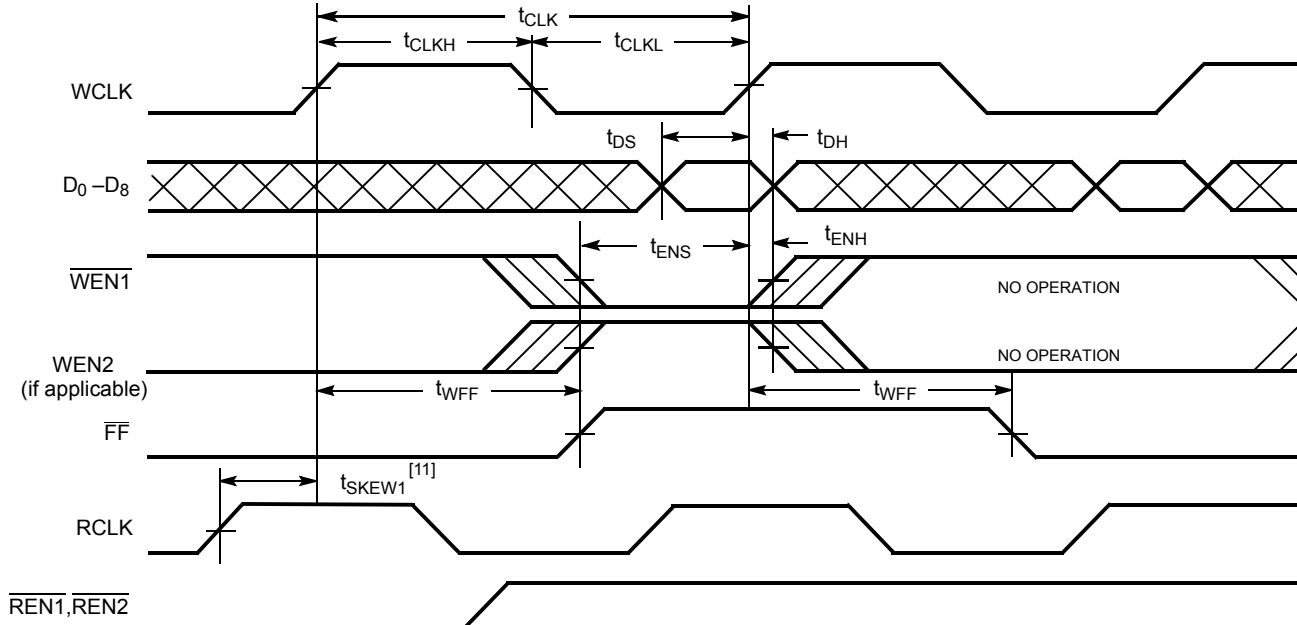 tCLK
tCLKH
tCLKL
WCLK
tDS
tDH
D0 –D8
tENS
tENH
WEN1
NO OPERATION
WEN2
(if applicable)
NO OPERATION
tWFF
tWFF
FF
tSKEW1 [11]
RCLK
REN1,REN2